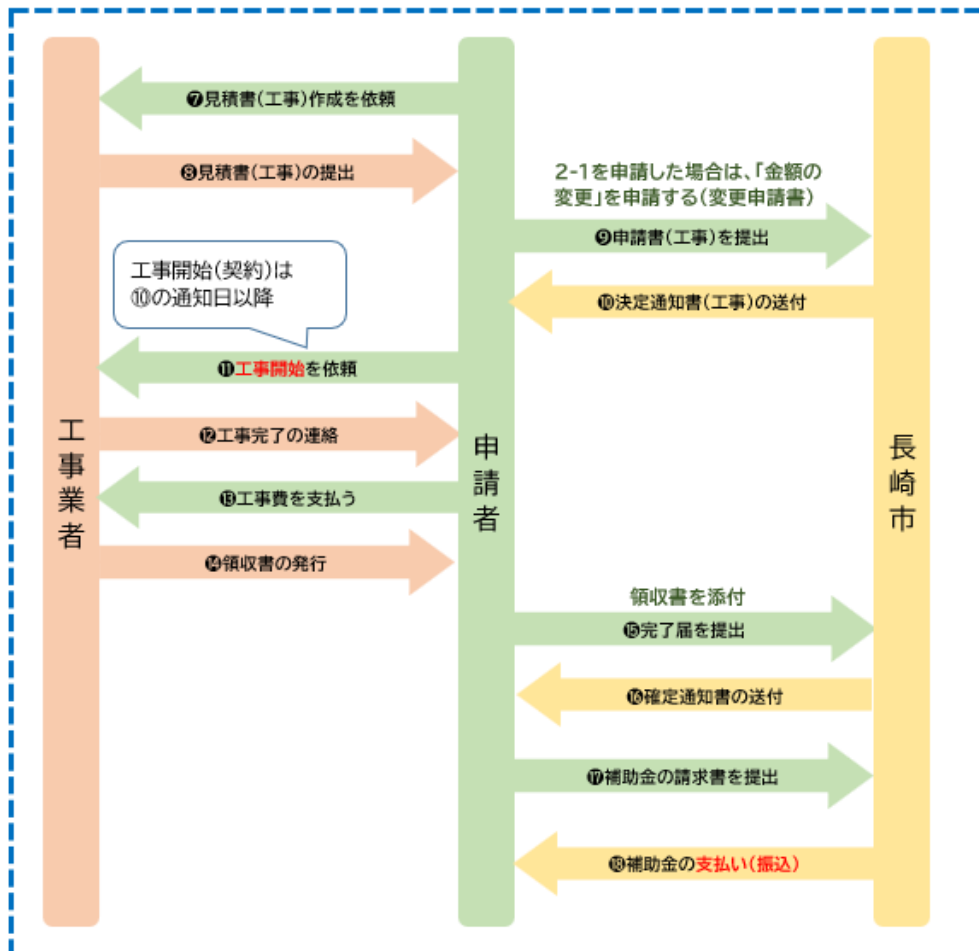 ❼見積書(工事)作成を依頼
❽見積書(工事)の提出
2-1を申請した場合は、「金額の
変更」を申請する(変更申請書)
❾申請書(工事)を提出
工事開始(契約)は
⑩の通知日以降
❿決定通知書(工事)の送付
⓫工事開始を依頼
⓬工事完了の連絡
工事業者
申請者
長崎市
⓭工事費を支払う
⓮領収書の発行
領収書を添付
⓯完了届を提出
⓰確定通知書の送付
⓱補助金の請求書を提出
⓲補助金の支払い(振込)